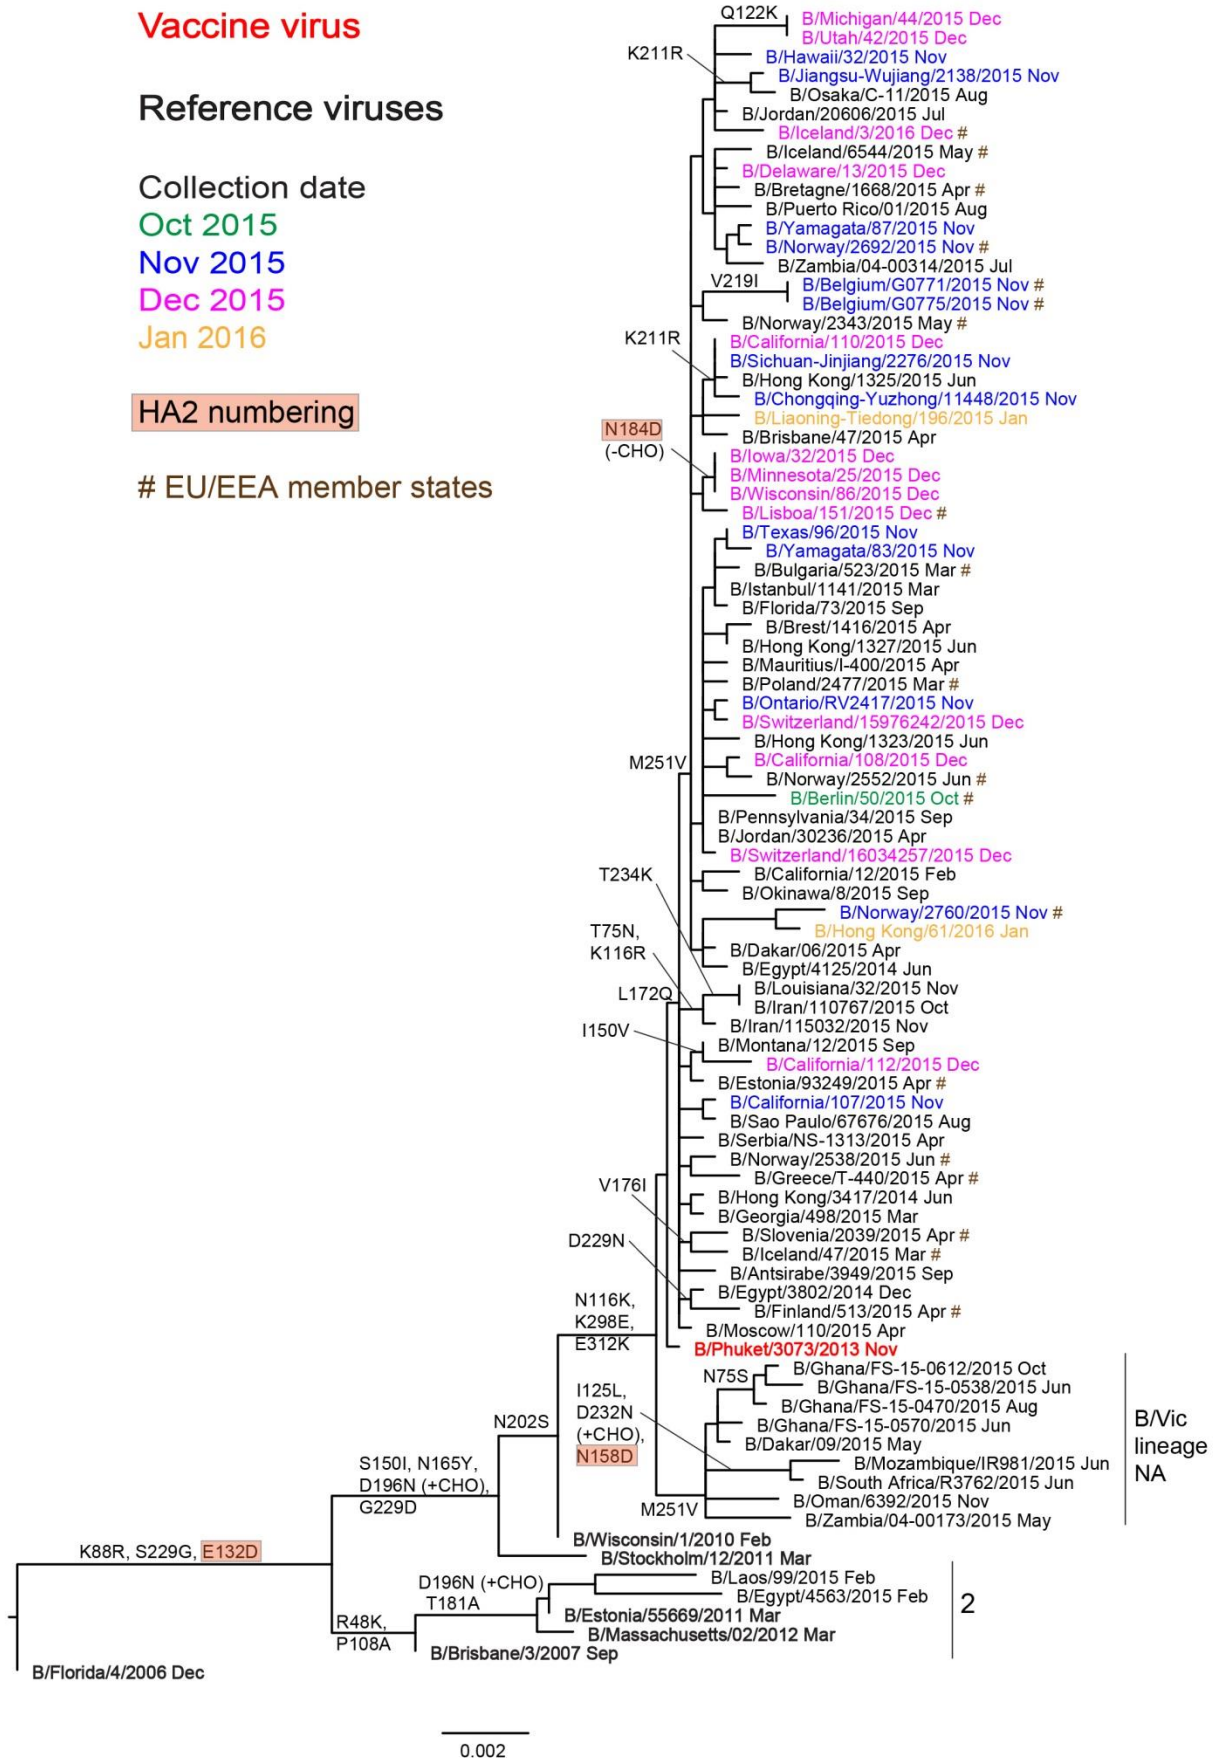 Vaccine virus
Reference viruses
Collection date
Oct 2015
Nov 2015
Dec 2015
Jan 2016
HA2 numbering
# EU/EEA member states
Q122K
B/Michigan/44/2015 Dec
B/Utah/42/2015 Dec
K211R
B/Hawaii/32/2015 Nov
B/Jiangsu-Wujiang/2138/2015 Nov
B/Osaka/C-11/2015 Aug
B/Jordan/20606/2015 Jul
B/Iceland/3/2016 Dec #
B/Iceland/6544/2015 May #
B/Delaware/13/2015 Dec
B/Bretagne/1668/2015 Apr #
B/Puerto Rico/01/2015 Aug
B/Yamagata/87/2015 Nov
B/Norway/2692/2015 Nov #
B/Zambia/04-00314/2015 Jul
V219I
B/Belgium/G0771/2015 Nov #
B/Belgium/G0775/2015 Nov #
B/Norway/2343/2015 May #
K211R
B/California/110/2015 Dec
B/Sichuan-Jinjiang/2276/2015 Nov
B/Hong Kong/1325/2015 Jun
B/Chongqing-Yuzhong/11448/2015 Nov
B/Liaoning-Tiedong/196/2015 Jan
B/Brisbane/47/2015 Apr
N184D
(-CHO)
B/Iowa/32/2015 Dec
B/Minnesota/25/2015 Dec
B/Wisconsin/86/2015 Dec
B/Lisboa/151/2015 Dec #
B/Texas/96/2015 Nov
B/Yamagata/83/2015 Nov
B/Bulgaria/523/2015 Mar #
B/Istanbul/1141/2015 Mar
B/Florida/73/2015 Sep
B/Brest/1416/2015 Apr
B/Hong Kong/1327/2015 Jun
B/Mauritius/I-400/2015 Apr
B/Poland/2477/2015 Mar #
B/Ontario/RV2417/2015 Nov
B/Switzerland/15976242/2015 Dec
B/Hong Kong/1323/2015 Jun
M251V
B/California/108/2015 Dec
B/Norway/2552/2015 Jun #
B/Berlin/50/2015 Oct #
B/Pennsylvania/34/2015 Sep
B/Jordan/30236/2015 Apr
B/Switzerland/16034257/2015 Dec
T234K
B/California/12/2015 Feb
B/Okinawa/8/2015 Sep
B/Norway/2760/2015 Nov #
B/Hong Kong/61/2016 Jan
T75N,
K116R
B/Dakar/06/2015 Apr
B/Egypt/4125/2014 Jun
L172Q
B/Louisiana/32/2015 Nov
B/Iran/110767/2015 Oct
B/Iran/115032/2015 Nov
I150V
B/Montana/12/2015 Sep
B/California/112/2015 Dec
B/Estonia/93249/2015 Apr #
B/California/107/2015 Nov
B/Sao Paulo/67676/2015 Aug
B/Serbia/NS-1313/2015 Apr
B/Norway/2538/2015 Jun #
B/Greece/T-440/2015 Apr #
V176I
B/Hong Kong/3417/2014 Jun
B/Georgia/498/2015 Mar
B/Slovenia/2039/2015 Apr #
D229N
B/Iceland/47/2015 Mar #
B/Antsirabe/3949/2015 Sep
B/Egypt/3802/2014 Dec
B/Finland/513/2015 Apr #
N116K,
K298E,
E312K
B/Moscow/110/2015 Apr
B/Phuket/3073/2013 Nov
N75S
B/Ghana/FS-15-0612/2015 Oct
B/Ghana/FS-15-0538/2015 Jun
B/Ghana/FS-15-0470/2015 Aug
B/Ghana/FS-15-0570/2015 Jun
B/Dakar/09/2015 May
I125L,
D232N
(+CHO),
N158D
B/Mozambique/IR981/2015 Jun
B/South Africa/R3762/2015 Jun
B/Oman/6392/2015 Nov
B/Zambia/04-00173/2015 May
M251V
B/Vic
lineage
NA
N202S
S150I, N165Y,
D196N (+CHO),
G229D
B/Wisconsin/1/2010 Feb
B/Stockholm/12/2011 Mar
K88R, S229G, E132D
D196N (+CHO)
T181A
B/Laos/99/2015 Feb
B/Egypt/4563/2015 Feb
B/Estonia/55669/2011 Mar
B/Massachusetts/02/2012 Mar
2
R48K,
P108A
B/Brisbane/3/2007 Sep
B/Florida/4/2006 Dec
0.002